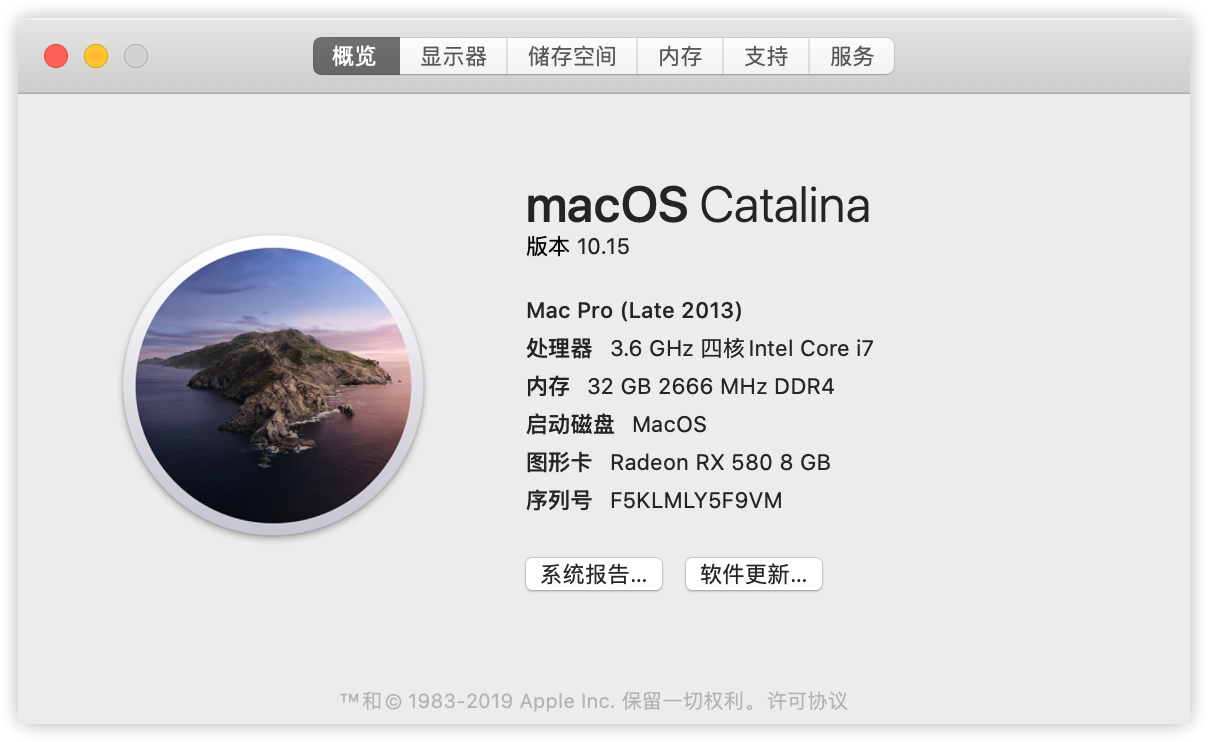 概览 显示器 储存空间 内存 支持 服务
macOS Catalina
版本 10.15
Mac Pro (Late 2013)
处理器 3.6 GHz 四核Intel Core i7
内存 32 GB 2666 MHz DDR4
启动磁盘 MacOS
图形卡 Radeon RX 580 8 GB
序列号 F5KLMLY5F9VM
系统报告... 软件更新...
™和© 1983-2019 Apple Inc. 保留一切权利。许可协议